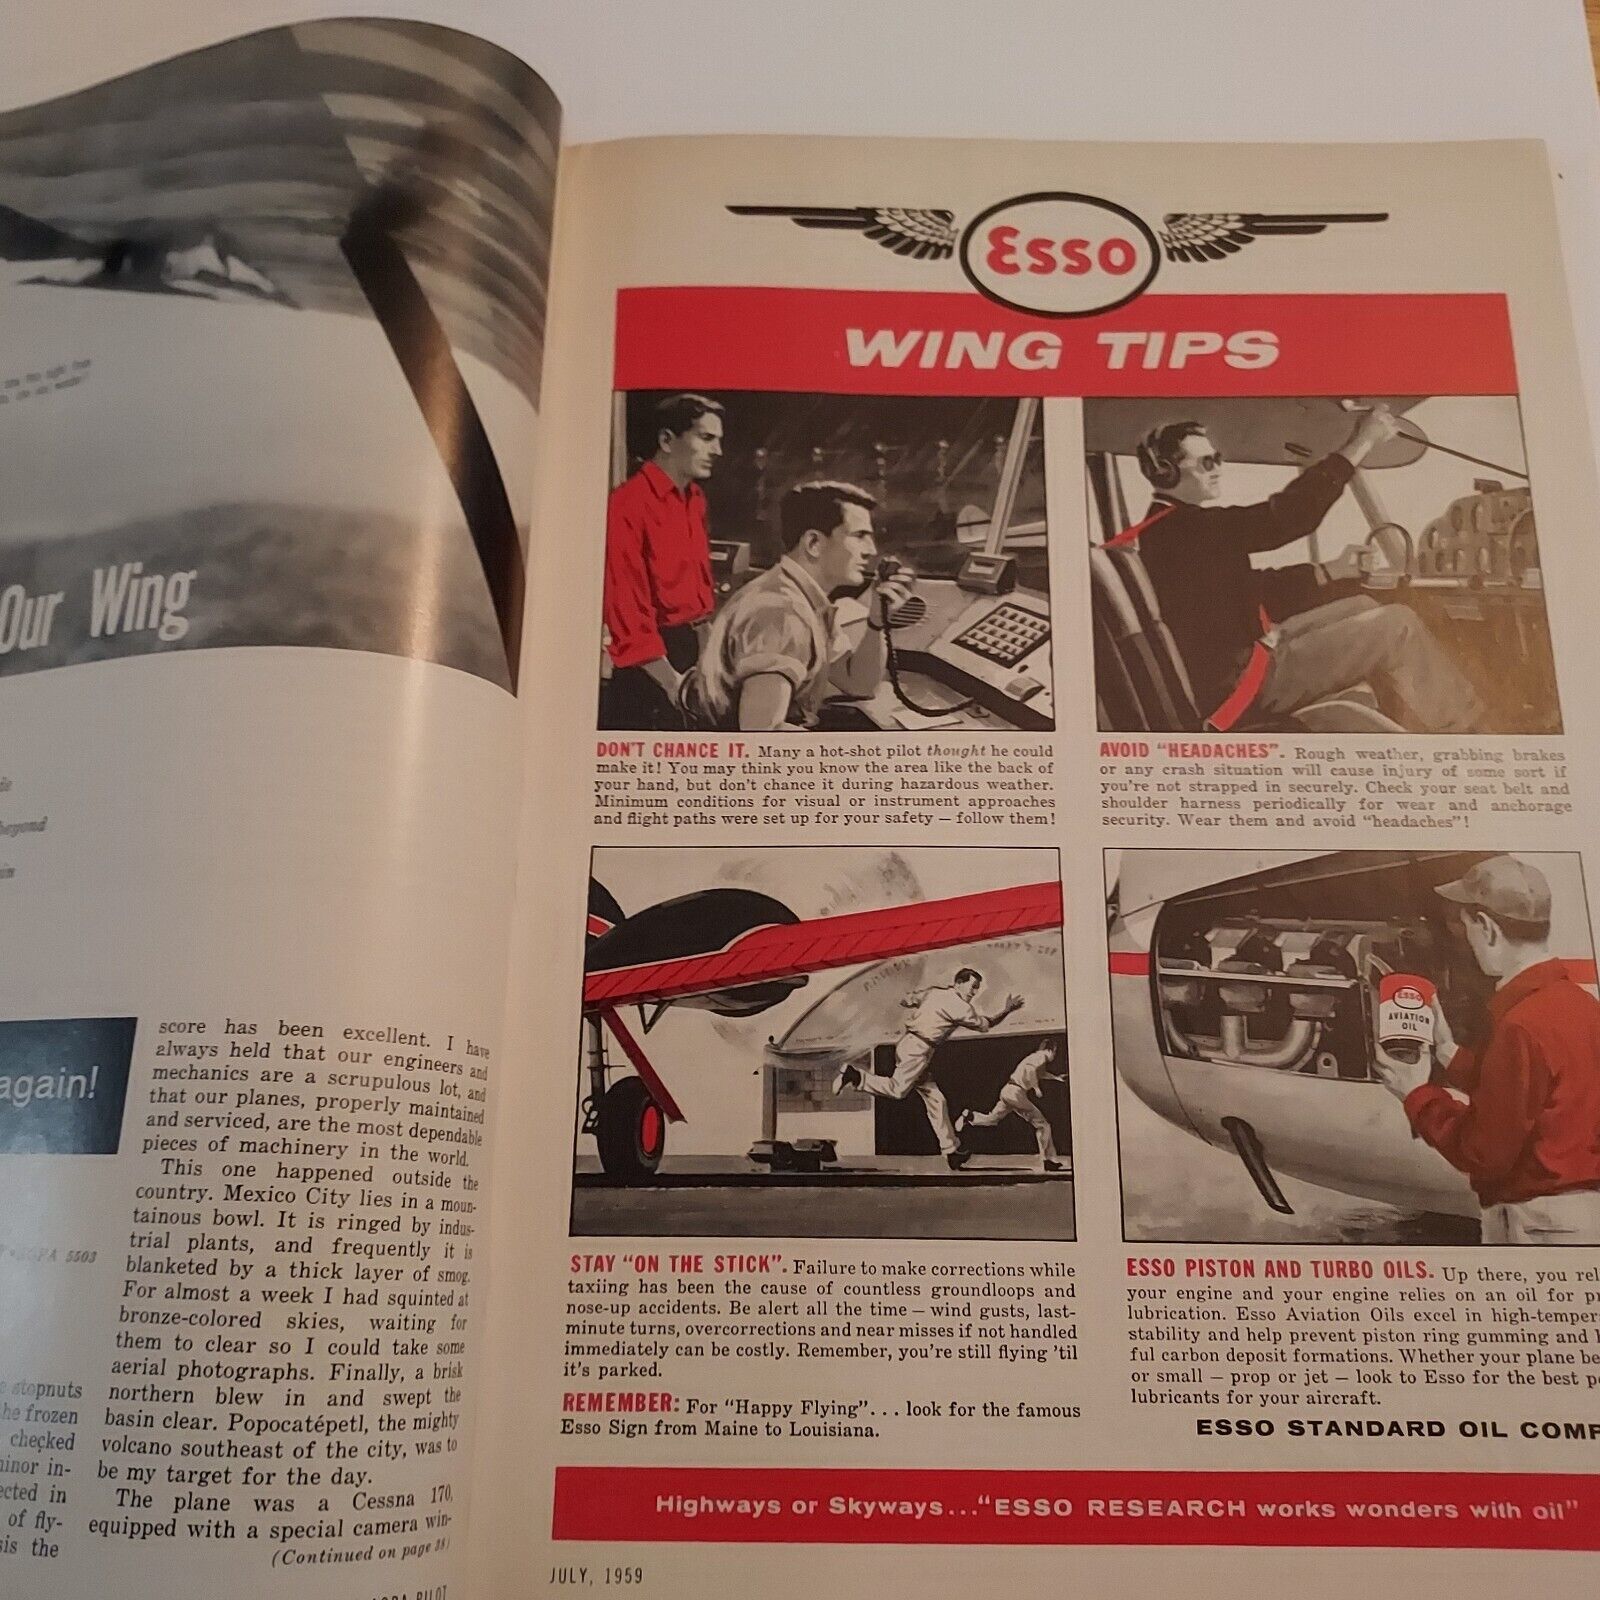 Our Wing
beyond
again!
5503
stopnuts
the frozen
checked
minor in-
ected in
of fly-
sis the
score has been excellent. I have
always held that our engineers and
mechanics are a scrupulous lot, and
that our planes, properly maintained
and serviced, are the most dependable
pieces of machinery in the world.
This one happened outside the
country. Mexico City lies in a moun-
tainous bowl. It is ringed by indus-
trial plants, and frequently it is
blanketed by a thick layer of smog.
For almost a week I had squinted at
bronze-colored skies, waiting for
them to clear so I could take some
aerial photographs. Finally, a brisk
northern blew in and swept the
basin clear. Popocatépetl, the mighty
volcano southeast of the city, was to
be my target for the day.
The plane was a Cessna 170,
equipped with a special camera win-
(Continued on page
PILOT
Esso
WING TIPS
DON'T CHANCE IT. Many a hot-shot pilot thought he could
make it! You may think you know the area like the back of
your hand, but don't chance it during hazardous weather.
Minimum conditions for visual or instrument approaches
and flight paths were set up for your safety — follow them!
AVOID "HEADACHES". Rough weather, grabbing brakes
or any crash situation will cause injury of some sort if
you're not strapped in securely. Check your seat belt and
shoulder harness periodically for wear and anchorage
security. Wear them and avoid "headaches"!
ESSO
AVIATION
OIL
STAY "ON THE STICK". Failure to make corrections while
taxiing has been the cause of countless groundloops and
nose-up accidents. Be alert all the time — wind gusts, last-
minute turns, overcorrections and near misses if not handled
immediately can be costly. Remember, you're still flying 'til
it's parked.
REMEMBER: For "Happy Flying"... look for the famous
Esso Sign from Maine to Louisiana.
ESSO PISTON AND TURBO OILS. Up there, you rel
your engine and your engine relies on an oil for p
lubrication. Esso Aviation Oils excel in high-temper
stability and help prevent piston ring gumming and
ful carbon deposit formations. Whether your plane be
or small — prop or jet — look to Esso for the best p
lubricants for your aircraft.
ESSO STANDARD OIL COMP
Highways or Skyways..."ESSO RESEARCH works wonders with oil"
JULY, 1959